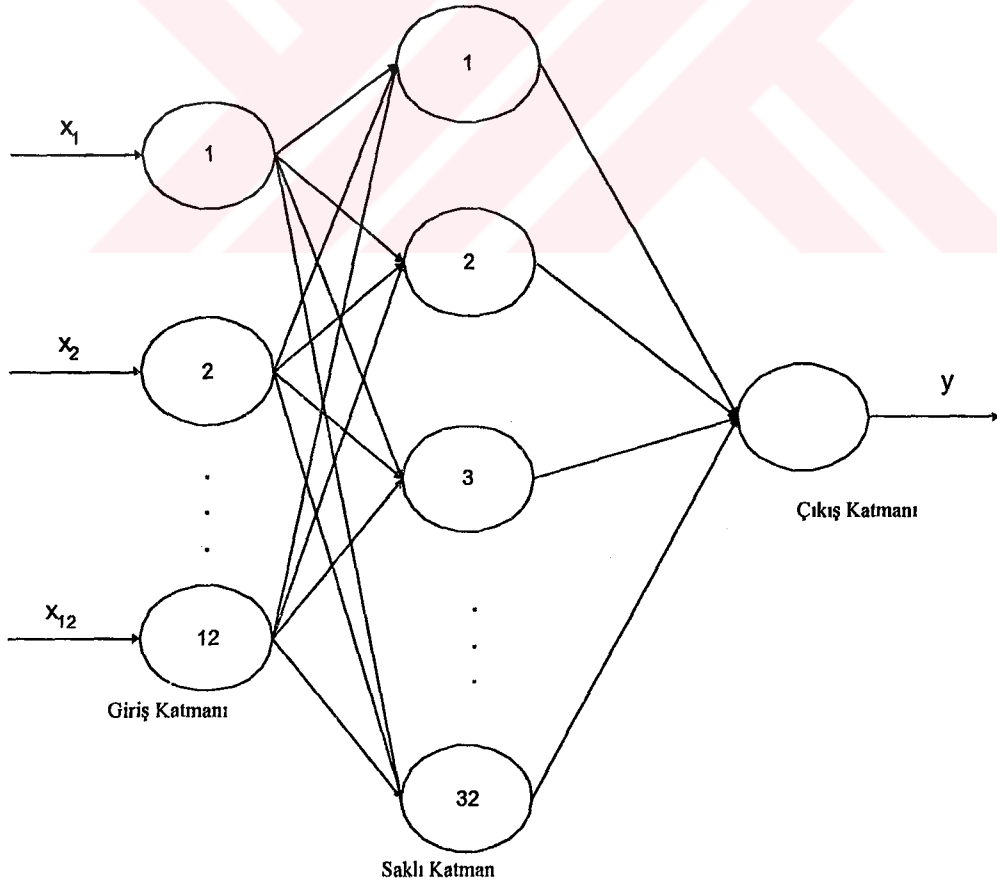 x1
1
x2
2
.
.
.
x12
12
Giriş Katmanı
1
2
3
.
.
.
32
Saklı Katman
y
Çıkış Katmanı